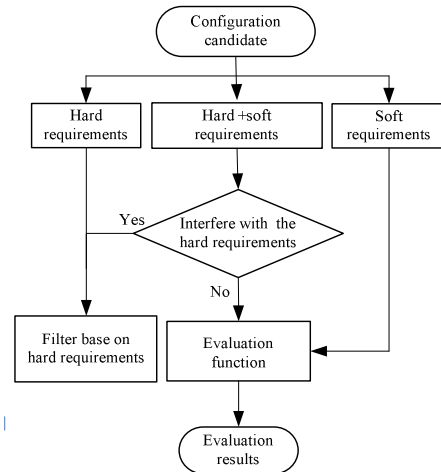 Configuration
candidate
Hard
requirements
Hard +soft
requirements
Soft
requirements
Yes
Interfere with the
hard requirements
No
Filter base on
hard requirements
Evaluation
function
Evaluation
results